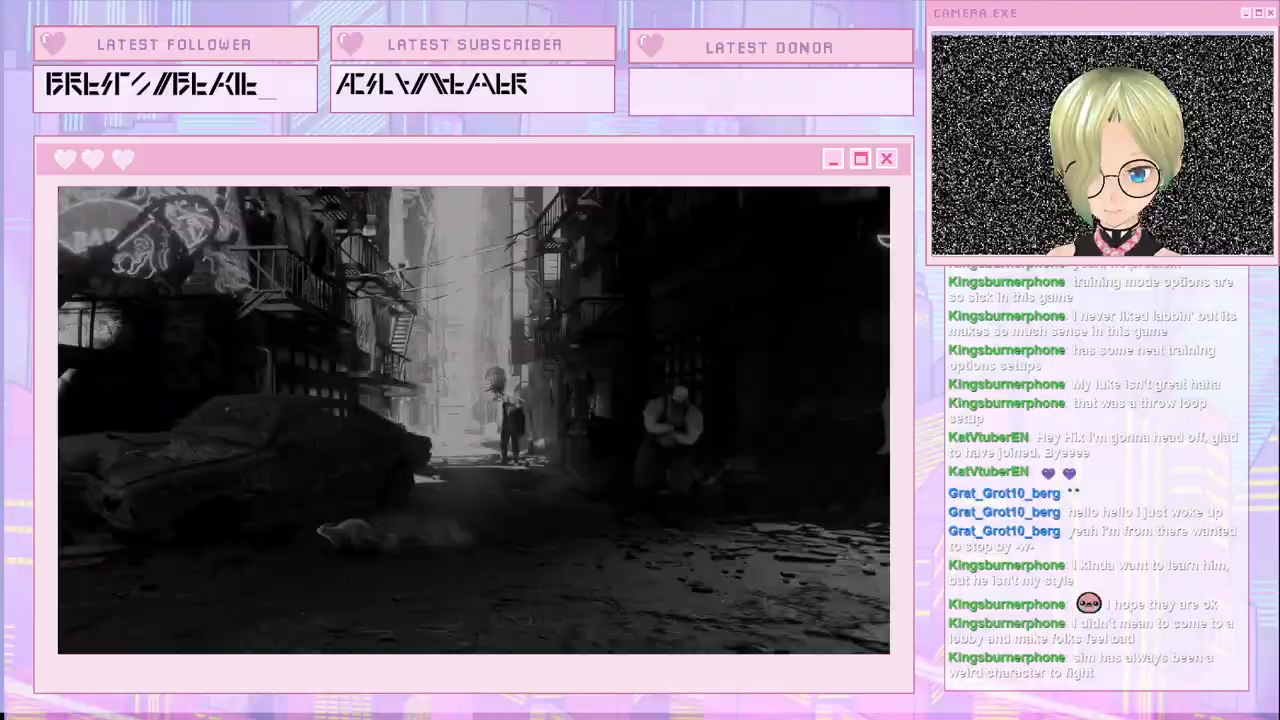 LATEST FOLLOWER
LATEST SUBSCRIBER
LATEST DONOR
CAMERA.EXE
Kingsburnerphone training mode options are
so sick in this game
Kingsburnerphone I never liked labbin' but its
makes so much sense in this game
Kingsburnerphone has some neat training
options setups
Kingsburnerphone My luke isn't great haha
Kingsburnerphone that was a throw loop
setup
KatVtuberEN Hey Hix I'm gonna head off, glad
to have joined. Byeeee
KatVtuberEN
Grat_Grot10_berg ^^
Grat_Grot10_berg hello hello I just woke up
Grat_Grot10_berg yeah i'm from there wanted
to stop by -w-
Kingsburnerphone I kinda want to learn him,
but he isn't my style
Kingsburnerphone I hope they are ok
Kingsburnerphone I didn't mean to come to a
lobby and make folks feel bad
Kingsburnerphone sim has always been a
weird character to fight